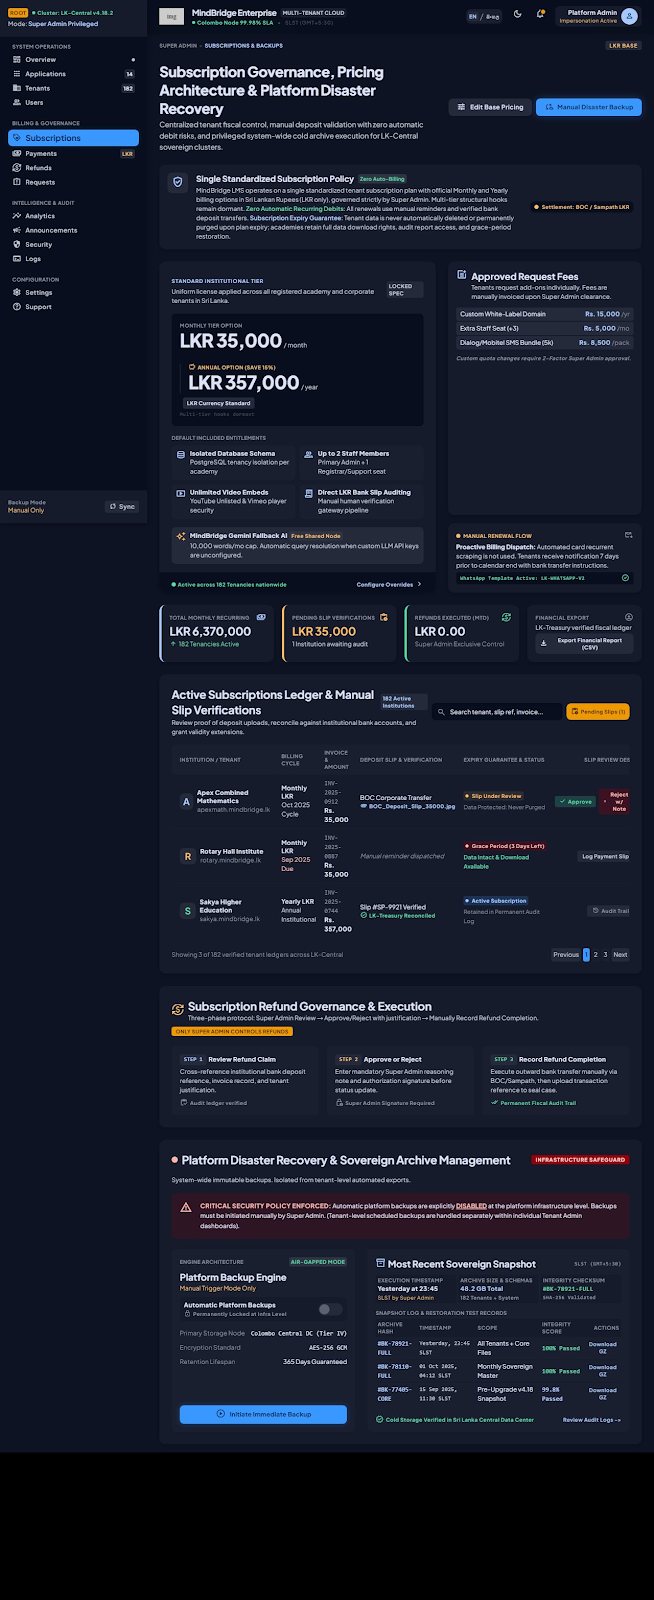 ROOT
Cluster: LK-Central v4.18.2
Mode: Super Admin Privileged
SYSTEM OPERATIONS
Overview
Applications 14
Tenants 182
Users
BILLING & GOVERNANCE
Subscriptions
Payments LKR
Refunds
Requests
INTELLIGENCE & AUDIT
Analytics
Announcements
Security
Logs
CONFIGURATION
Settings
Support
Backup Mode
Manual Only
Sync
img
MindBridge Enterprise MULTI-TENANT CLOUD
Colombo Node 99.98% SLA • SLST (GMT+5:30)
EN / සිංහල
Platform Admin
Impersonation Active
SUPER ADMIN • SUBSCRIPTIONS & BACKUPS
LKR BASE
Subscription Governance, Pricing
Architecture & Platform Disaster
Recovery
Centralized tenant fiscal control, manual deposit validation with zero automatic
debit risks, and privileged system-wide cold archive execution for LK-Central
sovereign clusters.
Edit Base Pricing
Manual Disaster Backup
Single Standardized Subscription Policy Zero Auto-Billing
MindBridge LMS operates on a single standardized tenant subscription plan with official Monthly and Yearly
billing options in Sri Lankan Rupees (LKR only), governed strictly by Super Admin. Multi-tier structural hooks
remain dormant. Zero Automatic Recurring Debits: All renewals use manual reminders and verified bank
deposit transfers. Subscription Expiry Guarantee: Tenant data is never automatically deleted or permanently
purged upon plan expiry; academies retain full data download rights, audit report access, and grace-period
restoration.
Settlement: BOC / Sampath LKR
STANDARD INSTITUTIONAL TIER
Uniform license applied across all registered academy and corporate
tenants in Sri Lanka.
LOCKED
SPEC
MONTHLY TIER OPTION
LKR 35,000 / month
ANNUAL OPTION (SAVE 15%)
LKR 357,000 / year
LKR Currency Standard
Multi-tier hooks dormant
DEFAULT INCLUDED ENTITLEMENTS
Isolated Database Schema
PostgreSQL tenancy isolation per
academy
Up to 2 Staff Members
Primary Admin + 1
Registrar/Support seat
Unlimited Video Embeds
YouTube Unlisted & Vimeo player
security
Direct LKR Bank Slip Auditing
Manual human verification
gateway pipeline
MindBridge Gemini Fallback AI Free Shared Node
10,000 words/mo cap. Automatic query resolution when custom LLM API keys
are unconfigured.
Active across 182 Tenancies nationwide
Configure Overrides >
Approved Request Fees
Tenants request add-ons individually. Fees are
manually invoiced upon Super Admin clearance.
Custom White-Label Domain Rs. 15,000 /yr
Extra Staff Seat (+3) Rs. 5,000 /mo
Dialog/Mobitel SMS Bundle (5k) Rs. 8,500 /pack
Custom quota changes require 2-Factor Super Admin approval.
MANUAL RENEWAL FLOW
Proactive Billing Dispatch: Automated card recurrent
scraping is not used. Tenants receive notification 7 days
prior to calendar end with bank transfer instructions.
WhatsApp Template Active: LK-WHATSAPP-V2
TOTAL MONTHLY RECURRING
LKR 6,370,000
↑ 182 Tenancies Active
PENDING SLIP VERIFICATIONS
LKR 35,000
1 Institution awaiting audit
REFUNDS EXECUTED (MTD)
LKR 0.00
Super Admin Exclusive Control
FINANCIAL EXPORT
LK-Treasury verified fiscal ledger
Export Financial Report
(CSV)
Active Subscriptions Ledger & Manual
Slip Verifications
182 Active
Institutions
Review proof of deposit uploads, reconcile against institutional bank accounts, and
grant validity extensions.
Search tenant, slip ref, invoice...
Pending Slips (1)
INSTITUTION / TENANT
BILLING
CYCLE
INVOICE
&
AMOUNT
DEPOSIT SLIP & VERIFICATION
EXPIRY GUARANTEE & STATUS
SLIP REVIEW DES
A
Apex Combined
Mathematics
apexmath.mindbridge.lk
Monthly
LKR
Oct 2025
Cycle
INV-
2025-
0912
Rs.
35,000
BOC Corporate Transfer
BOC_Deposit_Slip_35000.jpg
Slip Under Review
Data Protected: Never Purged
Approve
Reject
w/
Note
R
Rotary Hall Institute
rotary.mindbridge.lk
Monthly
LKR
Sep 2025
Due
INV-
2025-
0887
Rs.
35,000
Manual reminder dispatched
Grace Period (3 Days Left)
Data Intact & Download
Available
Log Payment Slip
S
Sakya Higher
Education
sakya.mindbridge.lk
Yearly LKR
Annual
Institutional
INV-
2025-
0744
Rs.
357,000
Slip #SP-9921 Verified
LK-Treasury Reconciled
Active Subscription
Retained in Permanent Audit
Log
Audit Trail
Showing 3 of 182 verified tenant ledgers across LK-Central
Previous 1 2 3 Next
Subscription Refund Governance & Execution
Three-phase protocol: Super Admin Review → Approve/Reject with justification → Manually Record Refund Completion.
ONLY SUPER ADMIN CONTROLS REFUNDS
STEP 1 Review Refund Claim
Cross-reference institutional bank deposit
reference, invoice record, and tenant
justification.
Audit ledger verified
STEP 2 Approve or Reject
Enter mandatory Super Admin reasoning
note and authorization signature before
status update.
Super Admin Signature Required
STEP 3 Record Refund Completion
Execute outward bank transfer manually via
BOC/Sampath, then upload transaction
reference to seal case.
Permanent Fiscal Audit Trail
Platform Disaster Recovery & Sovereign Archive Management
INFRASTRUCTURE SAFEGUARD
System-wide immutable backups. Isolated from tenant-level automated exports.
CRITICAL SECURITY POLICY ENFORCED: Automatic platform backups are explicitly DISABLED at the platform infrastructure level. Backups
must be initiated manually by Super Admin. (Tenant-level scheduled backups are handled separately within individual Tenant Admin
dashboards).
ENGINE ARCHITECTURE
AIR-GAPPED MODE
Platform Backup Engine
Manual Trigger Mode Only
Automatic Platform Backups
Permanently Locked at Infra Level
Primary Storage Node Colombo Central DC (Tier IV)
Encryption Standard AES-256 GCM
Retention Lifespan 365 Days Guaranteed
Initiate Immediate Backup
Most Recent Sovereign Snapshot
SLST (GMT+5:30)
EXECUTION TIMESTAMP
Yesterday at 23:45
SLST by Super Admin
ARCHIVE SIZE & SCHEMAS
48.2 GB Total
182 Tenants + System
INTEGRITY CHECKSUM
#BK-78921-FULL
SHA-256 Validated
SNAPSHOT LOG & RESTORATION TEST RECORDS
ARCHIVE
HASH
TIMESTAMP
SCOPE
INTEGRITY
SCORE
ACTIONS
#BK-78921-
FULL
Yesterday, 23:45
SLST
All Tenants + Core
Files
100% Passed
Download
GZ
#BK-78110-
FULL
01 Oct 2025,
04:12 SLST
Monthly Sovereign
Master
100% Passed
Download
GZ
#BK-77405-
CORE
15 Sep 2025,
11:30 SLST
Pre-Upgrade v4.18
Snapshot
99.8%
Passed
Download
GZ
Cold Storage Verified in Sri Lanka Central Data Center
Review Audit Logs →